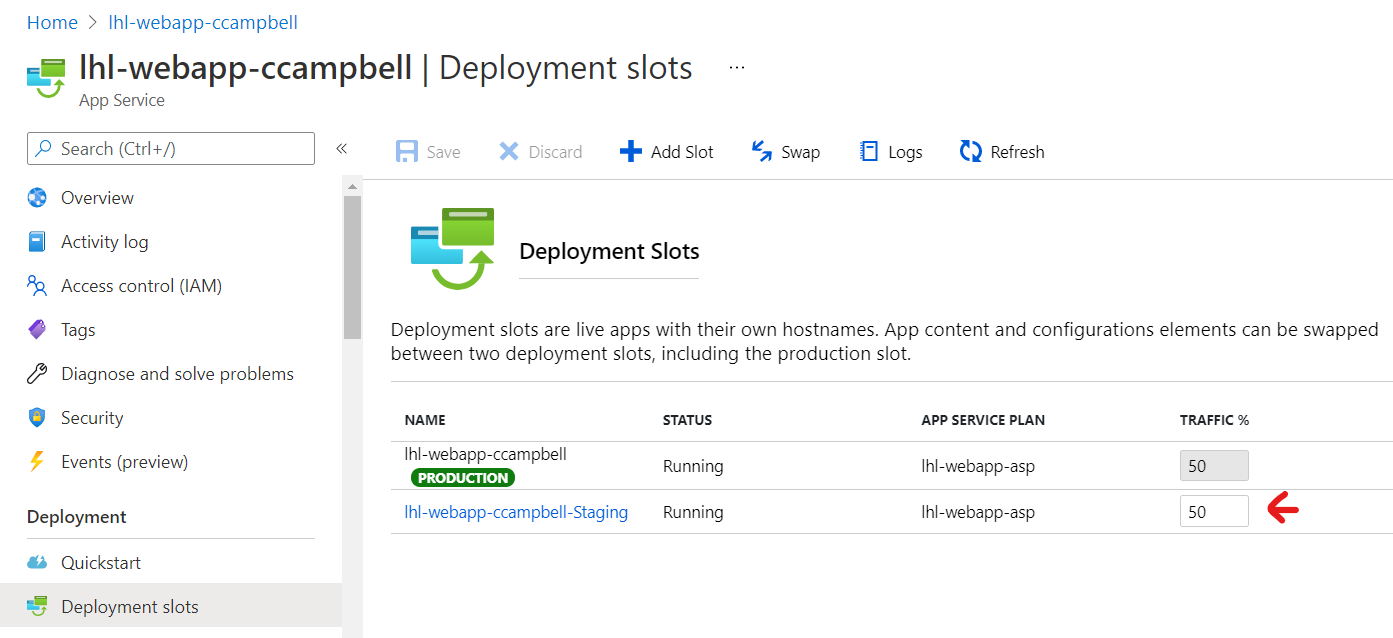 Home > lhl-webapp-ccampbell
lhl-webapp-ccampbell | Deployment slots ...
App Service
Search (Ctrl+/) «
Save Discard Add Slot Swap Logs Refresh
Overview
Activity log
Access control (IAM)
Tags
Diagnose and solve problems
Security
Events (preview)
Deployment
Quickstart
Deployment slots
Deployment Slots
Deployment slots are live apps with their own hostnames. App content and configurations elements can be swapped
between two deployment slots, including the production slot.
NAME STATUS APP SERVICE PLAN TRAFFIC %
lhl-webapp-ccampbell
PRODUCTION
Running lhl-webapp-asp 50
lhl-webapp-ccampbell-Staging Running lhl-webapp-asp 50